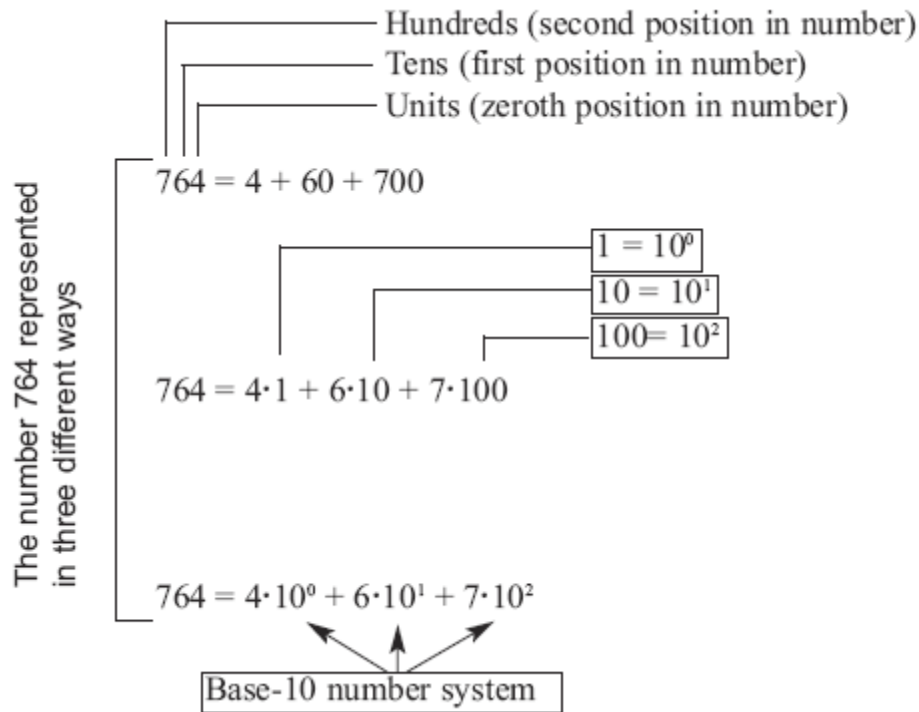 Hundreds (second position in number)
Tens (first position in number)
Units (zeroth position in number)
The number 764 represented
in three different ways
764 = 4 + 60 + 700
1 = 10⁰
10 = 10¹
100= 10²
764 = 4·1 + 6·10 + 7·100
764 = 4·10⁰ + 6·10¹ + 7·10²
Base-10 number system